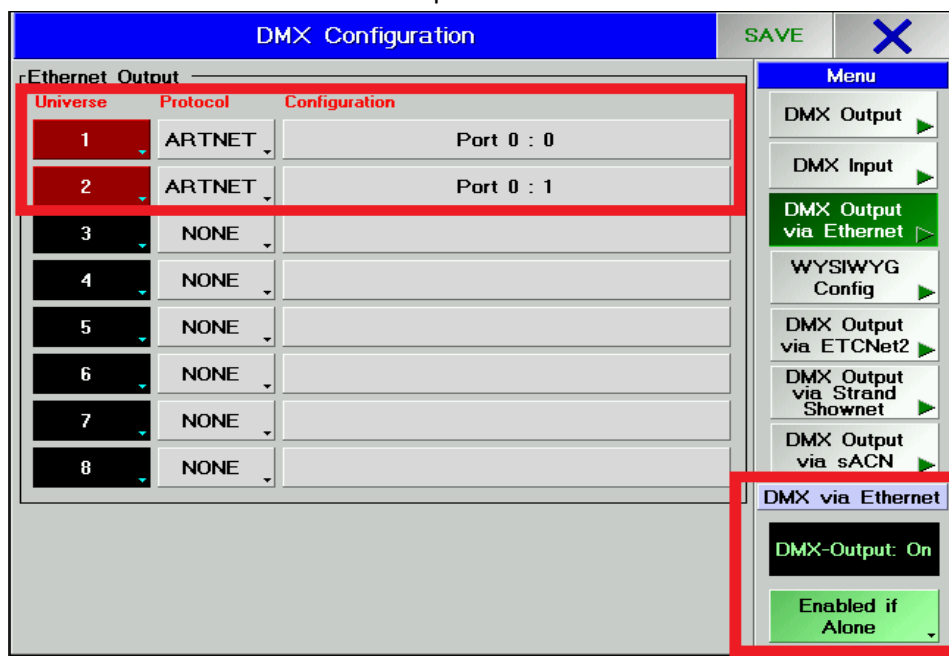 DMX Configuration
SAVE
Ethernet Output
Universe Protocol Configuration
1 ARTNET Port 0 : 0
2 ARTNET Port 0 : 1
3 NONE
4 NONE
5 NONE
6 NONE
7 NONE
8 NONE
Menu
DMX Output
DMX Input
DMX Output
via Ethernet
WYSIWYG
Config
DMX Output
via ETCNet2
DMX Output
via Strand
Shownet
DMX Output
via sACN
DMX via Ethernet
DMX-Output: On
Enabled if
Alone